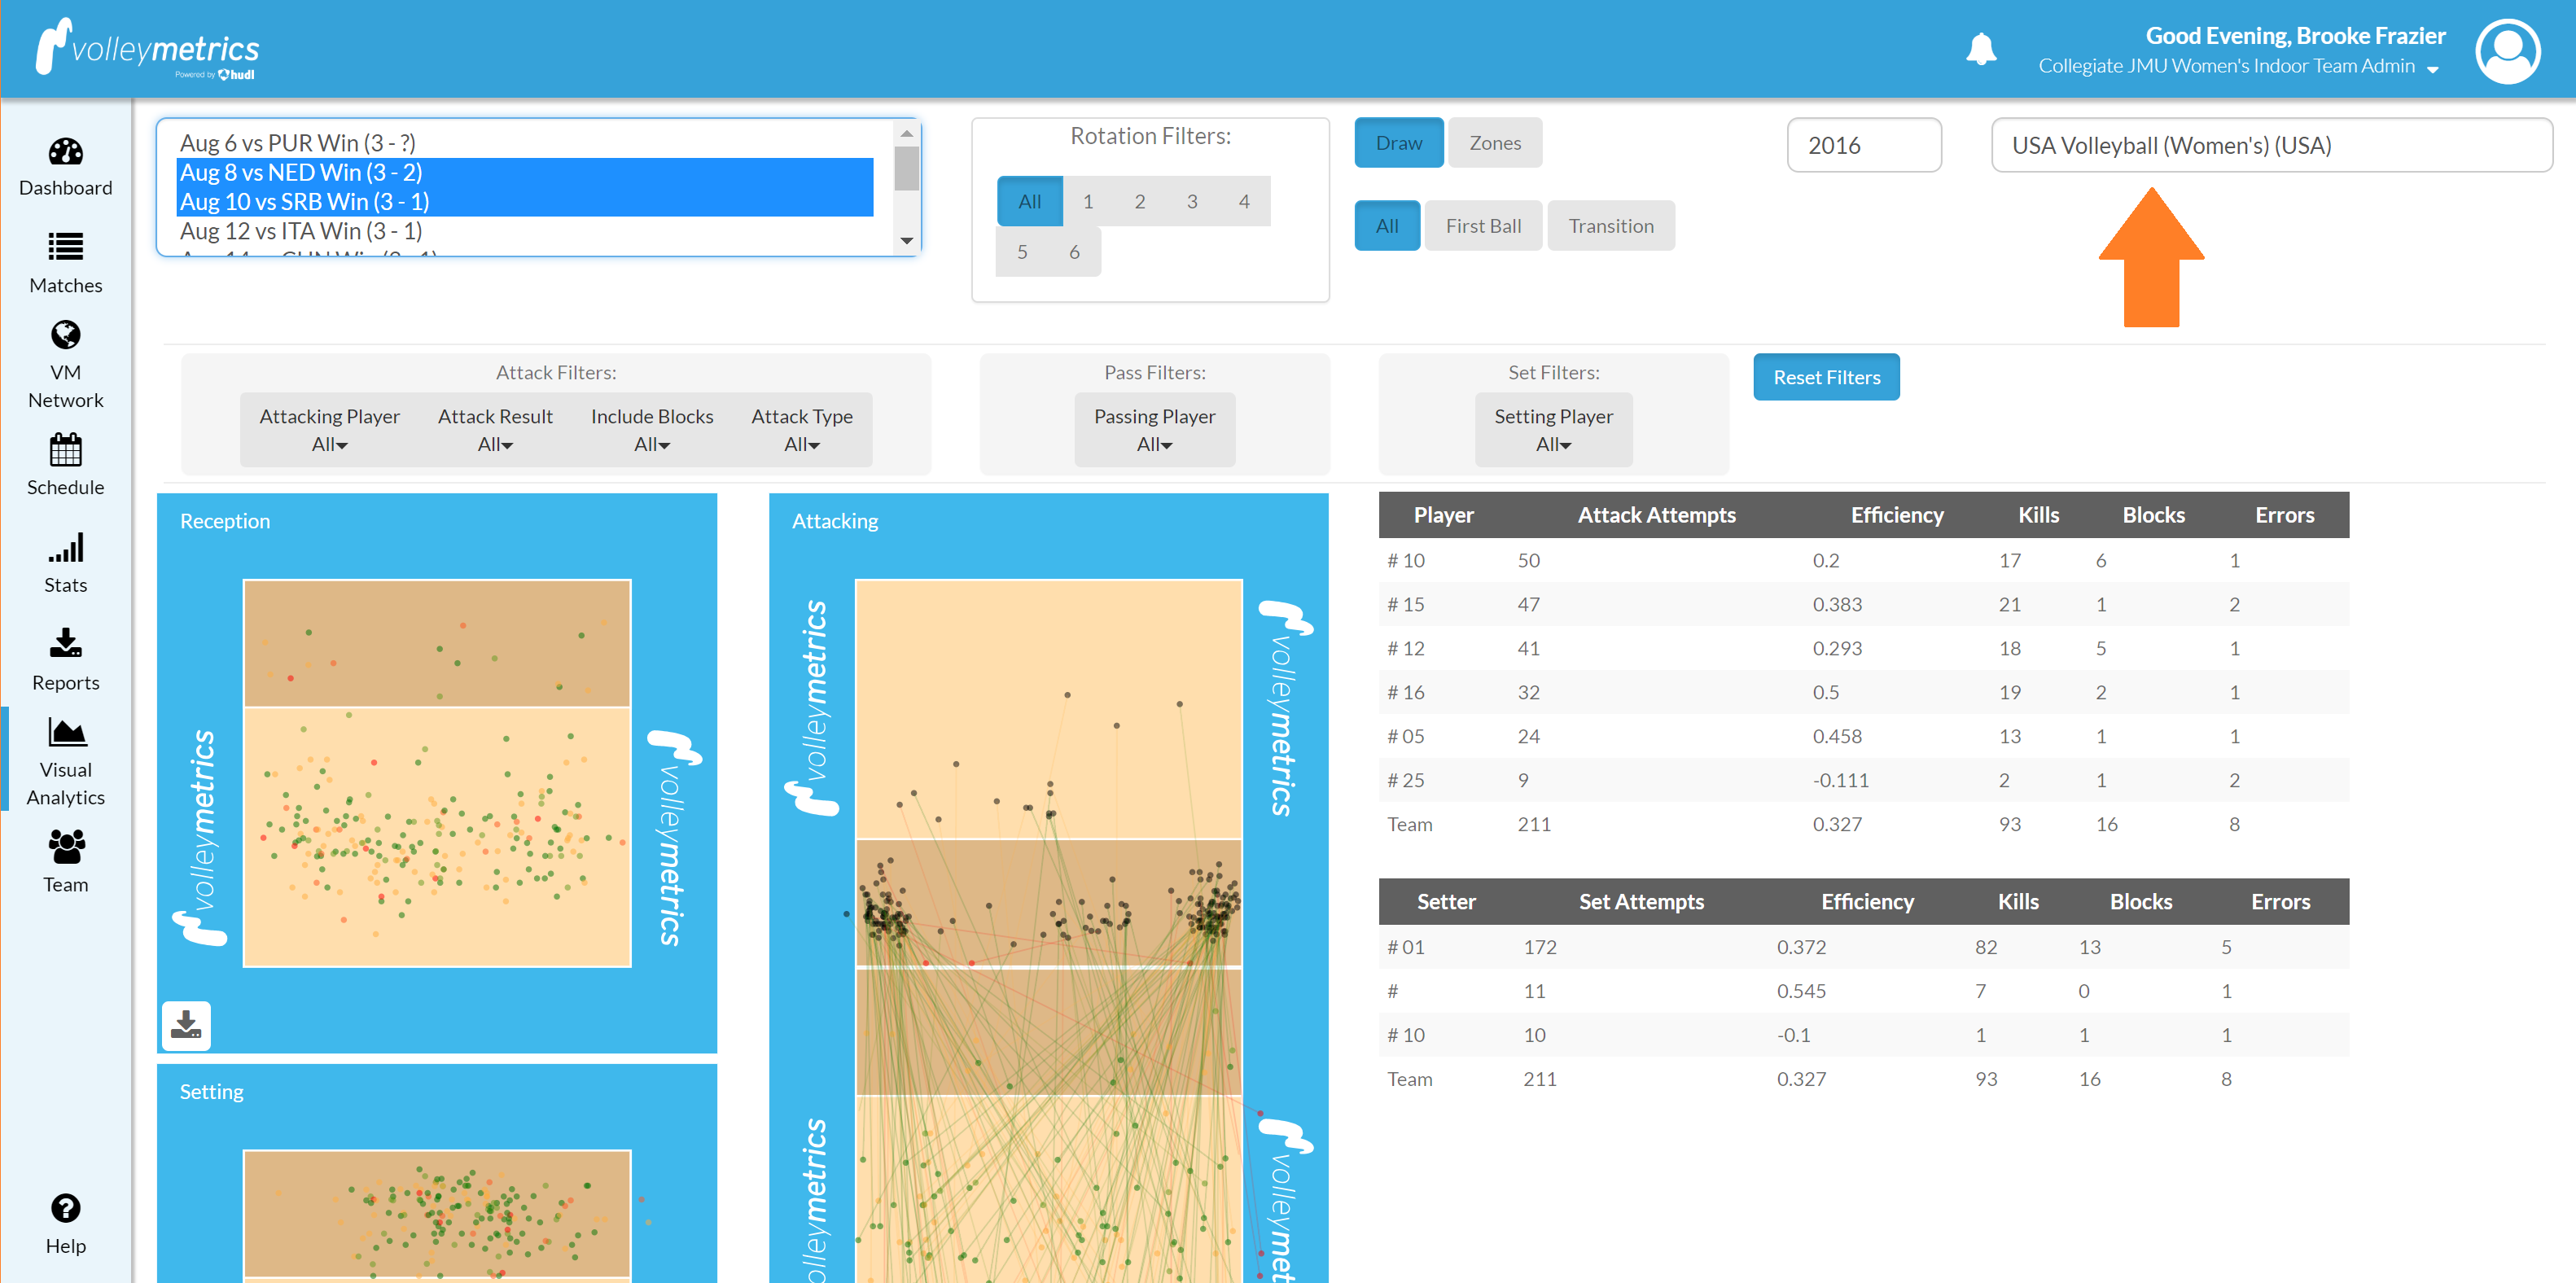 volleymetrics
Powered by hudl
Good Evening, Brooke Frazier
Collegiate JMU Women's Indoor Team Admin
Dashboard
Matches
VM
Network
Schedule
Stats
Reports
Visual
Analytics
Team
Help
Aug 6 vs PUR Win (3 - ?)
Aug 8 vs NED Win (3 - 2)
Aug 10 vs SRB Win (3 - 1)
Aug 12 vs ITA Win (3 - 1)
Rotation Filters:
All 1 2 3 4
5 6
Draw Zones
All First Ball Transition
2016
USA Volleyball (Women's) (USA)
Attack Filters:
Attacking Player Attack Result Include Blocks Attack Type
All All All All
Pass Filters:
Passing Player
All
Set Filters:
Setting Player
All
Reset Filters
Reception
volleymetrics
volleymetrics
Setting
Attacking
volleymetrics
volleymetrics
volleymetrics
volleymetrics
Player Attack Attempts Efficiency Kills Blocks Errors
# 10 50 0.2 17 6 1
# 15 47 0.383 21 1 2
# 12 41 0.293 18 5 1
# 16 32 0.5 19 2 1
# 05 24 0.458 13 1 1
# 25 9 -0.111 2 1 2
Team 211 0.327 93 16 8
Setter Set Attempts Efficiency Kills Blocks Errors
# 01 172 0.372 82 13 5
# 11 0.545 7 0 1
# 10 10 -0.1 1 1 1
Team 211 0.327 93 16 8